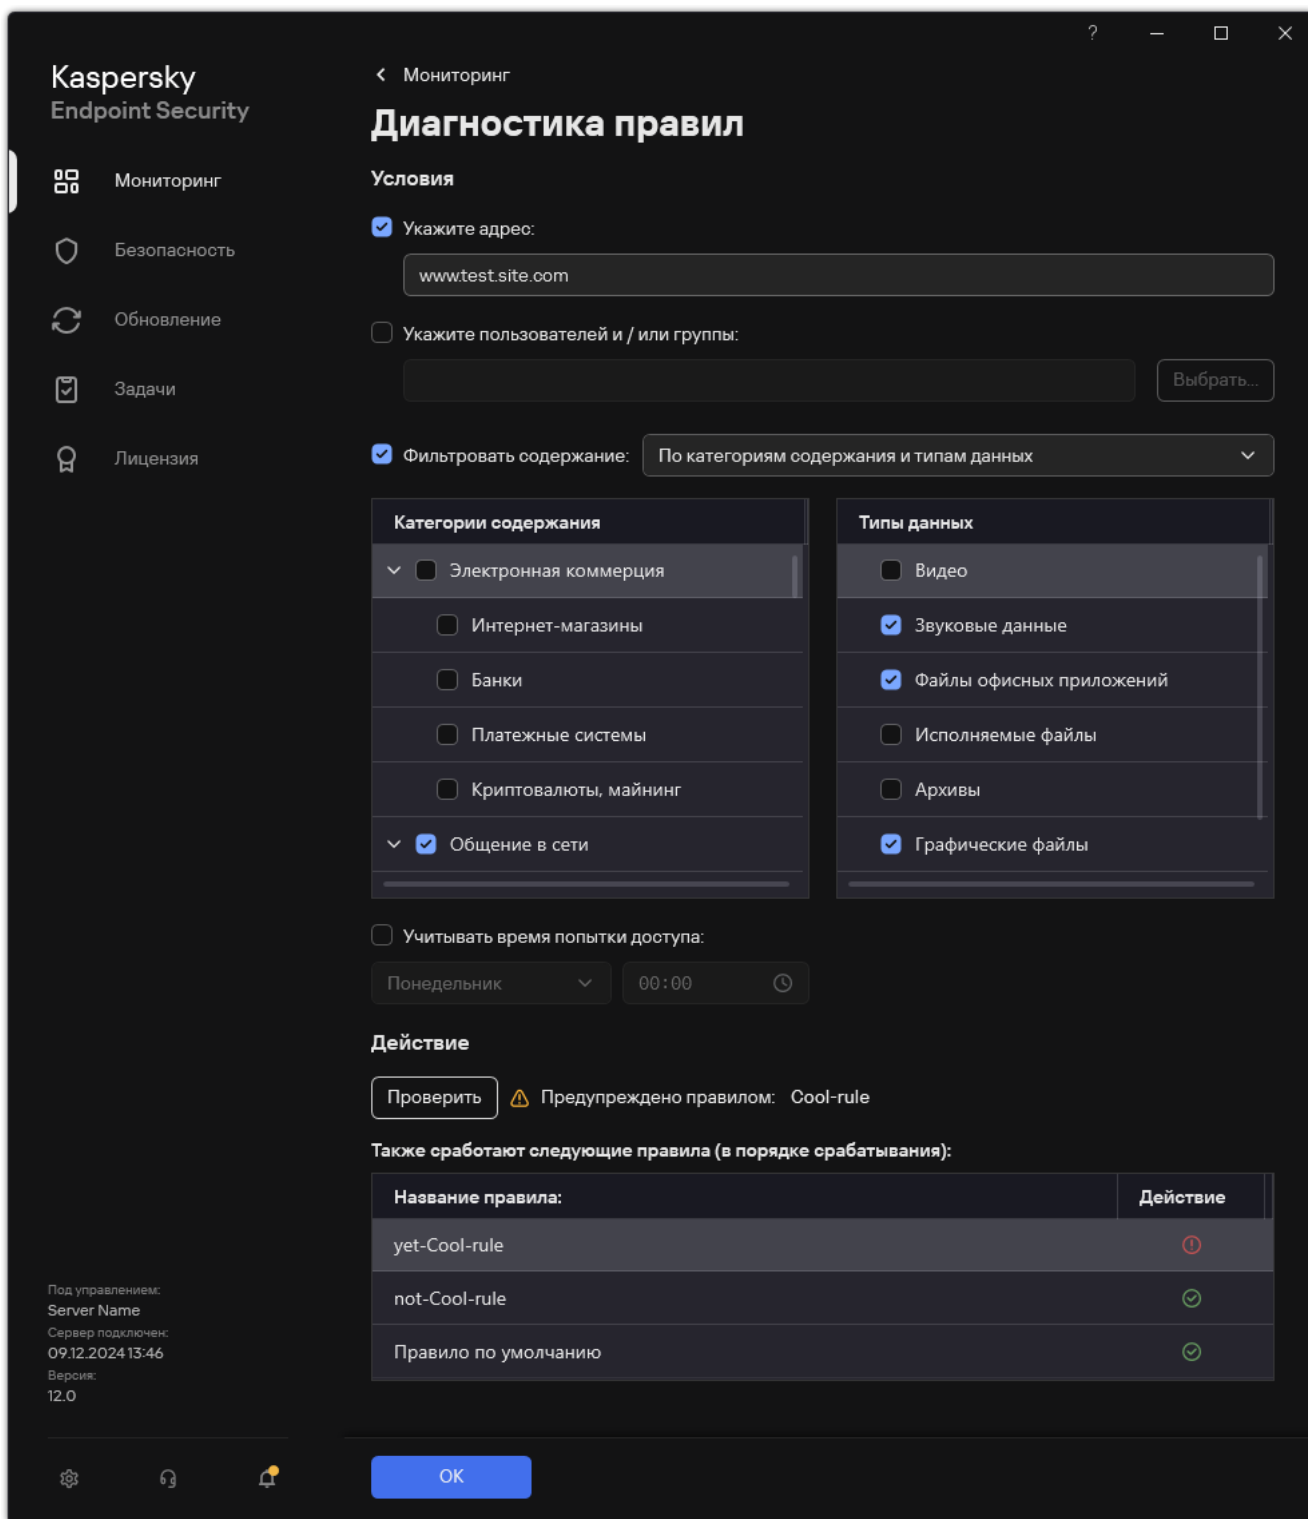 ?
Kaspersky
Endpoint Security
Мониторинг
Безопасность
Обновление
Задачи
Лицензия
Под управлением:
Server Name
Сервер подключен:
09.12.2024 13:46
Версия:
12.0
Мониторинг
Диагностика правил
Условия
Укажите адрес:
www.test.site.com
Укажите пользователей и / или группы:
Выбрать...
Фильтровать содержание: По категориям содержания и типам данных
Категории содержания
Электронная коммерция
Интернет-магазины
Банки
Платежные системы
Криптовалюты, майнинг
Общение в сети
Типы данных
Видео
Звуковые данные
Файлы офисных приложений
Исполняемые файлы
Архивы
Графические файлы
Учитывать время попытки доступа:
Понедельник 00:00
Действие
Проверить Предупреждено правилом: Cool-rule
Также сработают следующие правила (в порядке срабатывания):
Название правила: Действие
yet-Cool-rule
not-Cool-rule
Правило по умолчанию
OK